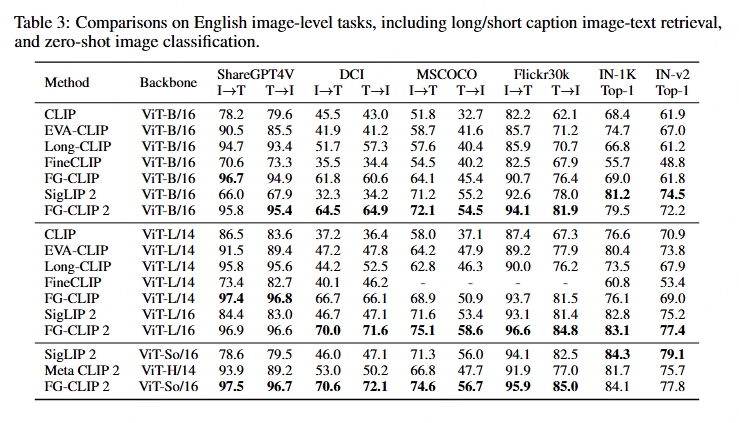 Table 3: Comparisons on English image-level tasks, including long/short caption image-text retrieval,
and zero-shot image classification.
Method Backbone ShareGPT4V DCI MSCOCO Flickr30k IN-1K IN-v2
I→T T→I I→T T→I I→T T→I I→T T→I Top-1 Top-1
CLIP ViT-B/16 78.2 79.6 45.5 43.0 51.8 32.7 82.2 62.1 68.4 61.9
EVA-CLIP ViT-B/16 90.5 85.5 41.9 41.2 58.7 41.6 85.7 71.2 74.7 67.0
Long-CLIP ViT-B/16 94.7 93.4 51.7 57.3 57.6 40.4 85.9 70.7 66.8 61.2
FineCLIP ViT-B/16 70.6 73.3 35.5 34.4 54.5 40.2 82.5 67.9 55.7 48.8
FG-CLIP ViT-B/16 96.7 94.9 61.8 60.6 64.1 45.4 90.7 76.4 69.0 61.8
SigLIP 2 ViT-B/16 66.0 67.9 32.3 34.2 71.2 55.2 92.6 78.0 81.2 74.5
FG-CLIP 2 ViT-B/16 95.8 95.4 64.5 64.9 72.1 54.5 94.1 81.9 79.5 72.2
CLIP ViT-L/14 86.5 83.6 37.2 36.4 58.0 37.1 87.4 67.3 76.6 70.9
EVA-CLIP ViT-L/14 91.5 89.4 47.2 47.8 64.2 47.9 89.2 77.9 80.4 73.8
Long-CLIP ViT-L/14 95.8 95.6 44.2 52.5 62.8 46.3 90.0 76.2 73.5 67.9
FineCLIP ViT-L/14 73.4 82.7 40.1 46.2 - - - - 60.8 53.4
FG-CLIP ViT-L/14 97.4 96.8 66.7 66.1 68.9 50.9 93.7 81.5 76.1 69.0
SigLIP 2 ViT-L/16 84.4 83.0 46.7 47.1 71.6 53.4 93.1 81.4 82.8 75.2
FG-CLIP 2 ViT-L/16 96.9 96.6 70.0 71.6 75.1 58.6 96.6 84.8 83.1 77.4
SigLIP 2 ViT-So/16 78.6 79.5 46.0 47.1 71.3 56.0 94.1 82.5 84.3 79.1
Meta CLIP 2 ViT-H/14 93.9 89.2 53.0 50.2 66.8 47.7 91.9 77.0 81.7 75.7
FG-CLIP 2 ViT-So/16 97.5 96.7 70.6 72.1 74.6 56.7 95.9 85.0 84.1 77.8